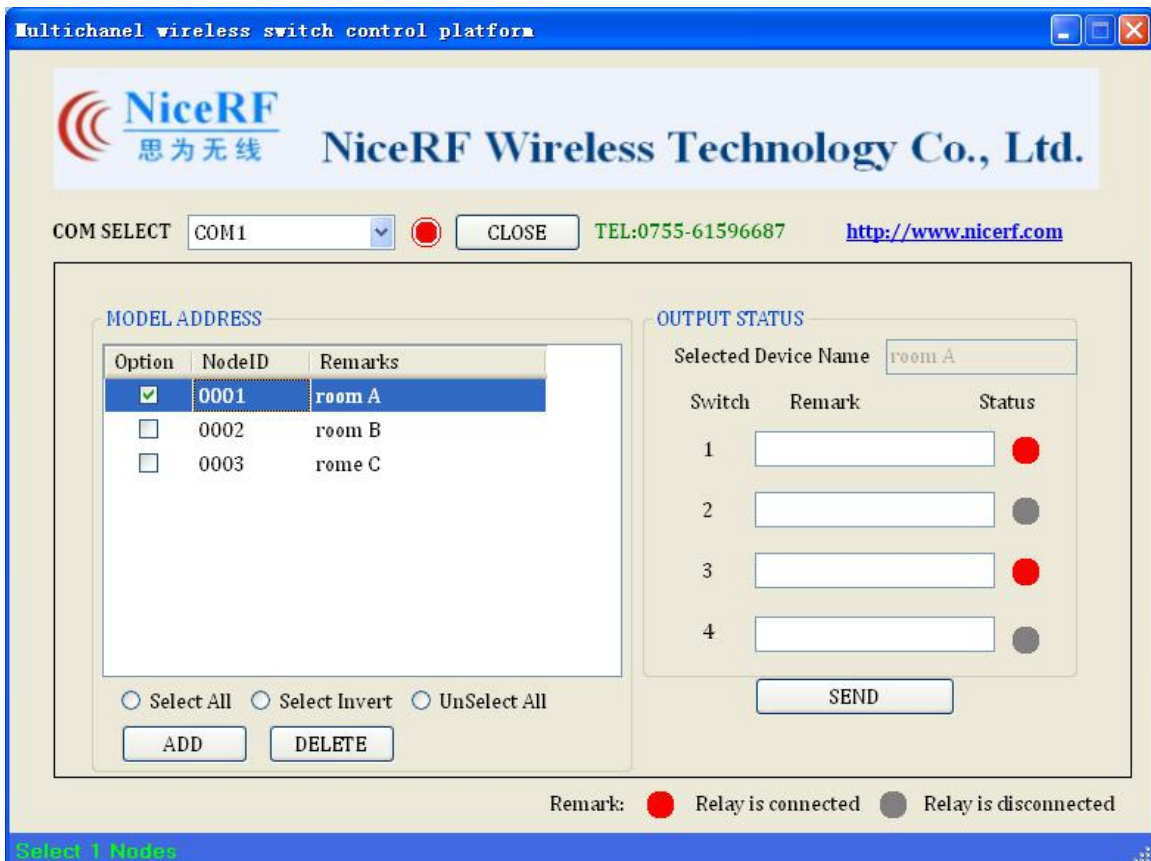 Multichanel wireless switch control platform
NiceRF
思为无线
NiceRF Wireless Technology Co., Ltd.
COM SELECT COM1 CLOSE TEL:0755-61596687 http://www.nicerf.com
MODEL ADDRESS
Option NodeID Remarks
0001 room A
0002 room B
0003 rome C
Select All Select Invert UnSelect All
ADD DELETE
OUTPUT STATUS
Selected Device Name room A
Switch Remark Status
1
2
3
4
SEND
Remark: Relay is connected Relay is disconnected
Select 1 Nodes